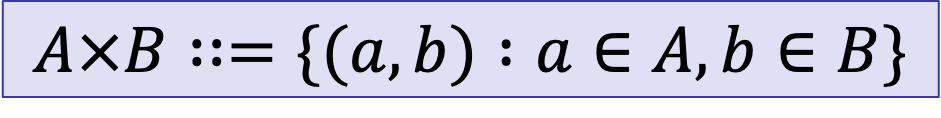 A×B ::= {(a, b) : a ∈ A, b ∈ B}